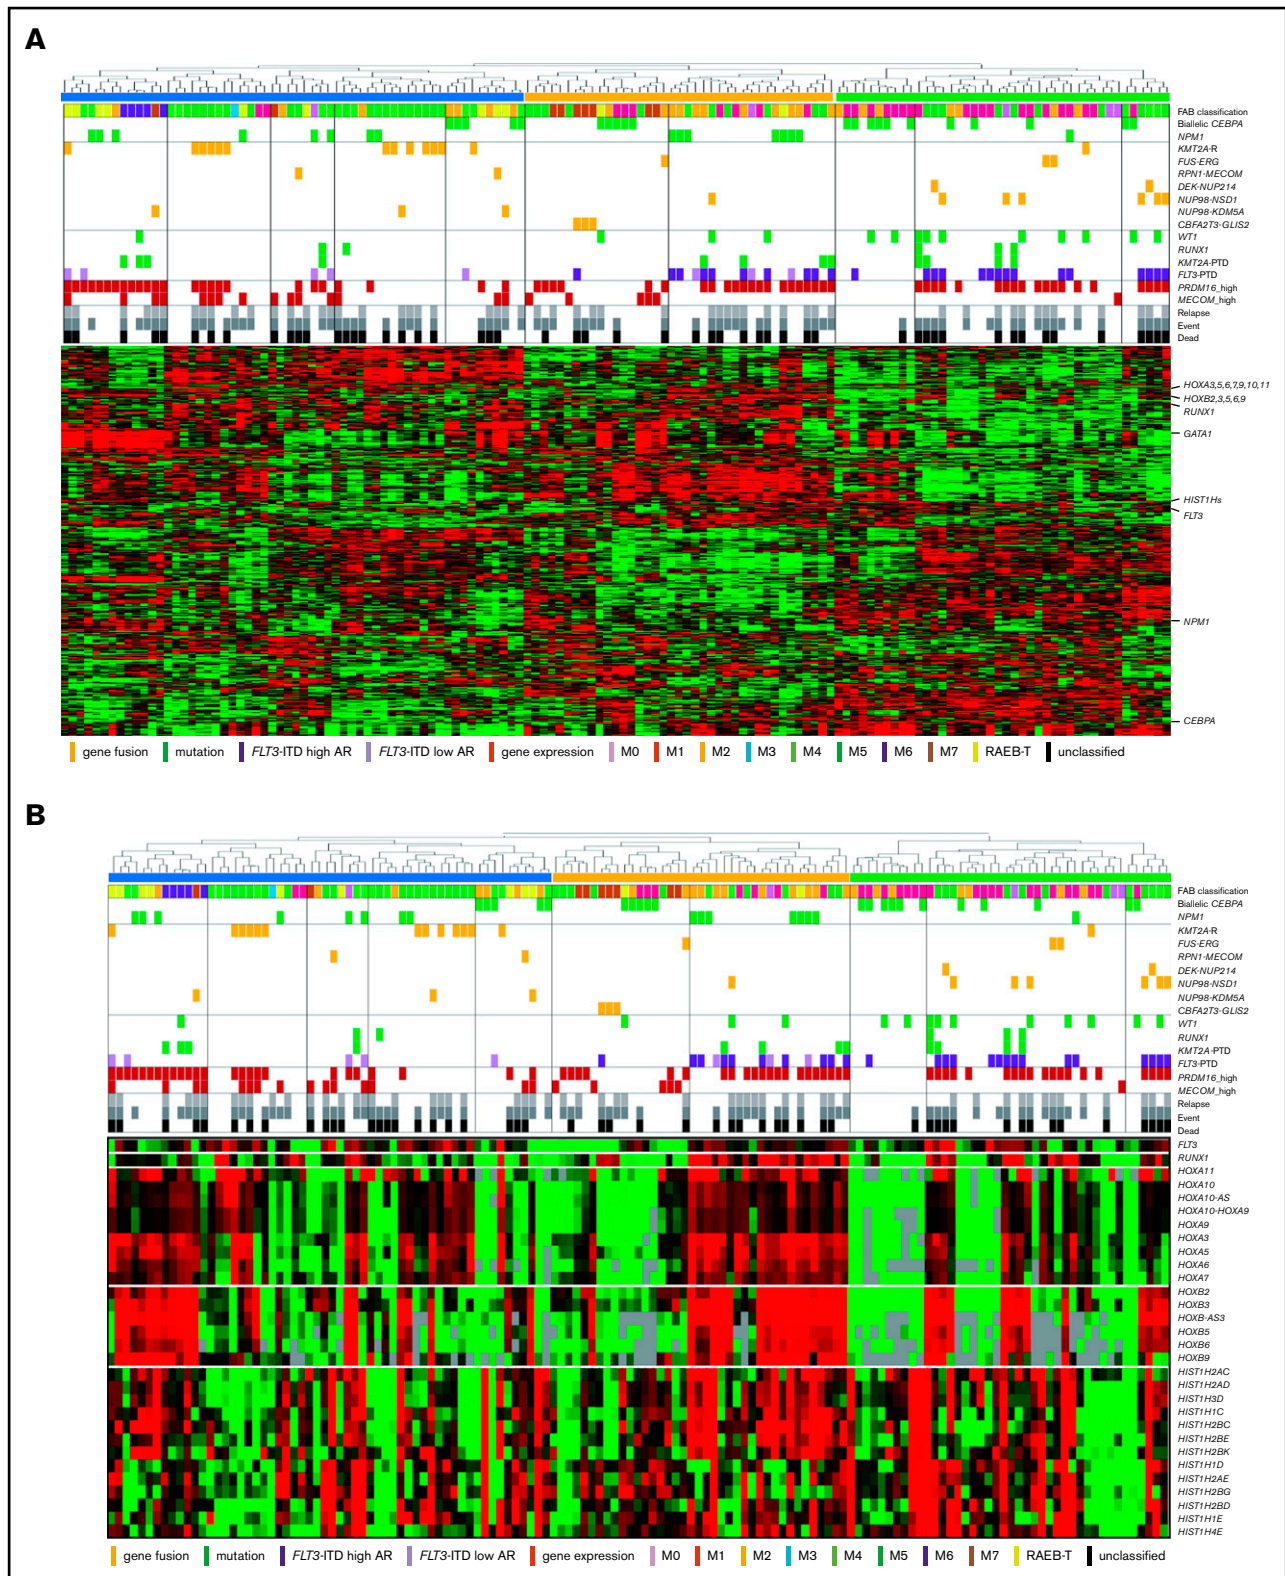 A
FAB classification
Biallelic CEBPA
NPM1
KMT2A-R
FUS-ERG
RPN1-MECOM
DEK-NUP214
NUP98-NSD1
NUP98-KDM5A
CBFA2T3-GLIS2
WT1
RUNX1
KMT2A-PTD
FLT3-PTD
PRDM16_high
MECOM_high
Relapse
Event
Dead
HOXA3,5,6,7,9,10,11
HOXB2,3,5,6,9
RUNX1
GATA1
HIST1Hs
FLT3
NPM1
CEBPA
gene fusion mutation FLT3-ITD high AR FLT3-ITD low AR gene expression M0 M1 M2 M3 M4 M5 M6 M7 RAEB-T unclassified
B
FAB classification
Biallelic CEBPA
NPM1
KMT2A-R
FUS-ERG
RPN1-MECOM
DEK-NUP214
NUP98-NSD1
NUP98-KDM5A
CBFA2T3-GLIS2
WT1
RUNX1
KMT2A-PTD
FLT3-PTD
PRDM16_high
MECOM_high
Relapse
Event
Dead
FLT3
RUNX1
HOXA11
HOXA10
HOXA10-AS
HOXA10-HOXA9
HOXA9
HOXA3
HOXA5
HOXA6
HOXA7
HOXB2
HOXB3
HOXB-AS3
HOXB5
HOXB6
HOXB9
HIST1H2AC
HIST1H2AD
HIST1H3D
HIST1H1C
HIST1H2BC
HIST1H2BE
HIST1H2BK
HIST1H1D
HIST1H2AE
HIST1H2BG
HIST1H2BD
HIST1H1E
HIST1H4E
gene fusion mutation FLT3-ITD high AR FLT3-ITD low AR gene expression M0 M1 M2 M3 M4 M5 M6 M7 RAEB-T unclassified